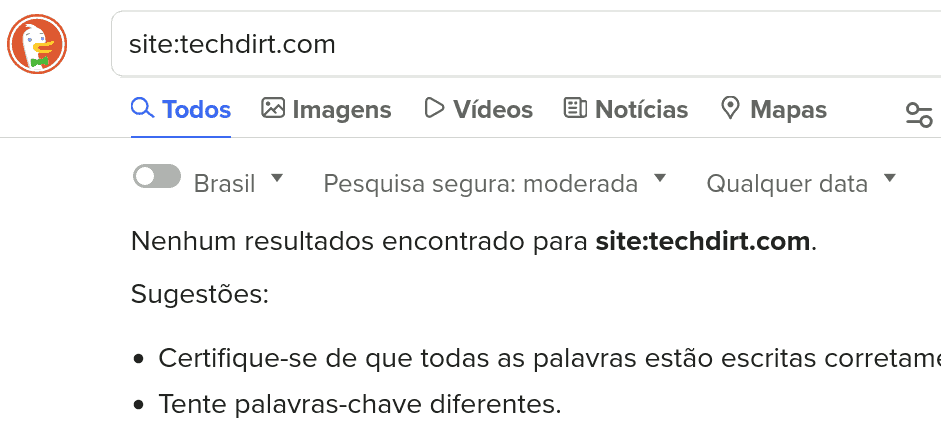 site:techdirt.com
Todos Imagens Vídeos Notícias Mapas
Brasil Pesquisa segura: moderada Qualquer data
Nenhum resultados encontrado para site:techdirt.com.
Sugestões:
• Certifique-se de que todas as palavras estão escritas corretame
• Tente palavras-chave diferentes.